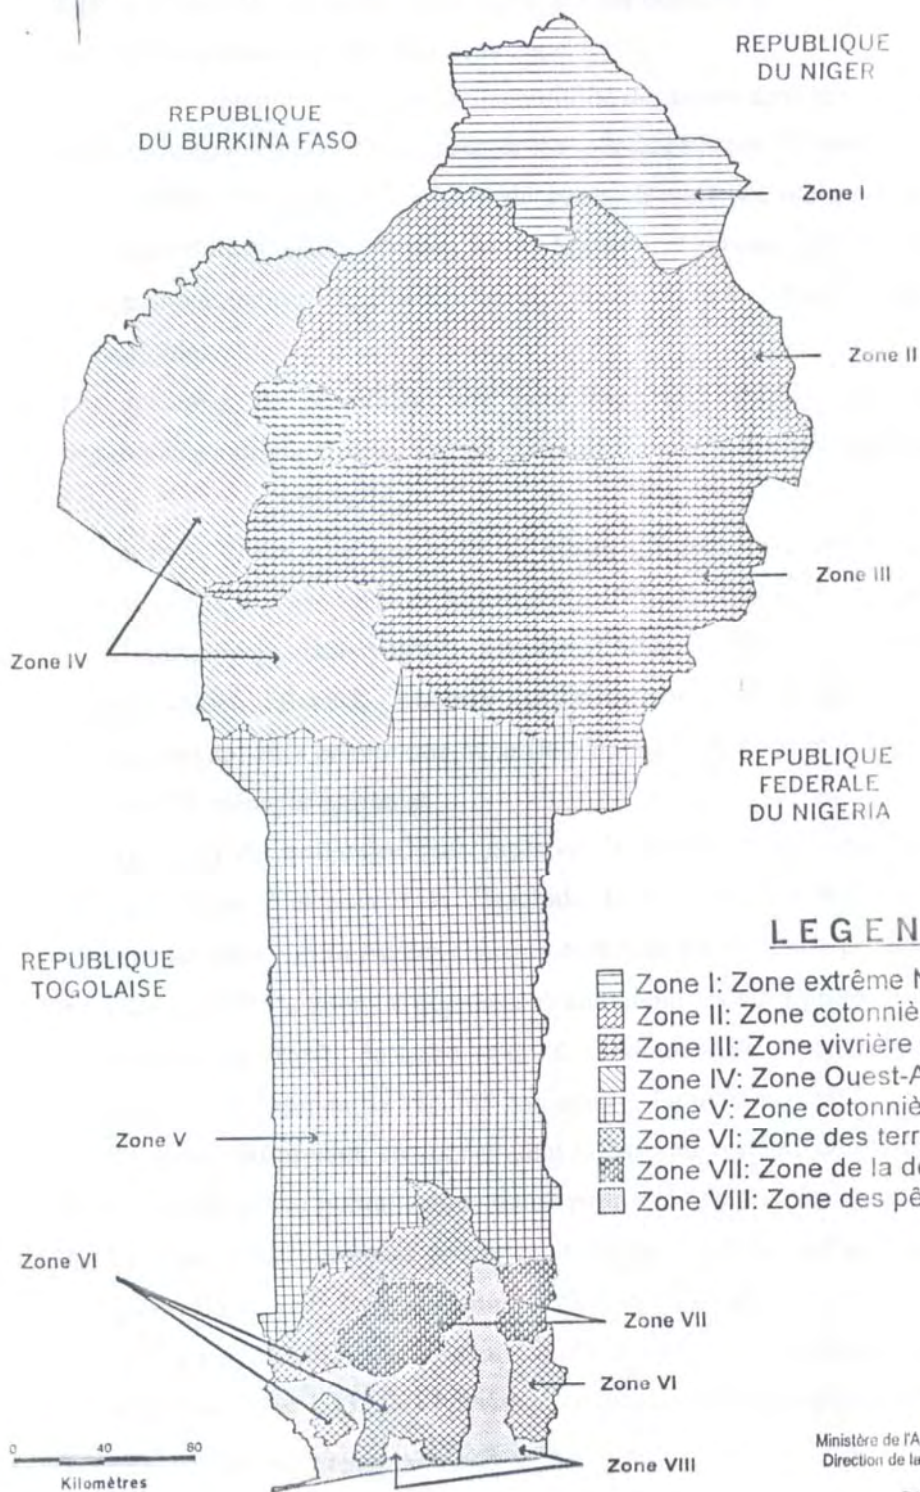 REPUBLIQUE
DU NIGER
REPUBLIQUE
DU BURKINA FASO
Zone I
Zone II
Zone III
Zone IV
REPUBLIQUE
FEDERALE
DU NIGERIA
LEGEN
REPUBLIQUE
TOGOLAISE
Zone I: Zone extrême N
Zone II: Zone cotonniè
Zone III: Zone vivrière
Zone IV: Zone Ouest-A
Zone V: Zone cotonniè
Zone VI: Zone des terr
Zone VII: Zone de la dé
Zone VIII: Zone des pê
Zone V
Zone VI
Zone VII
Zone VI
Zone VIII
0 40 80
Kilomètres
Ministère de l'A
Direction de la